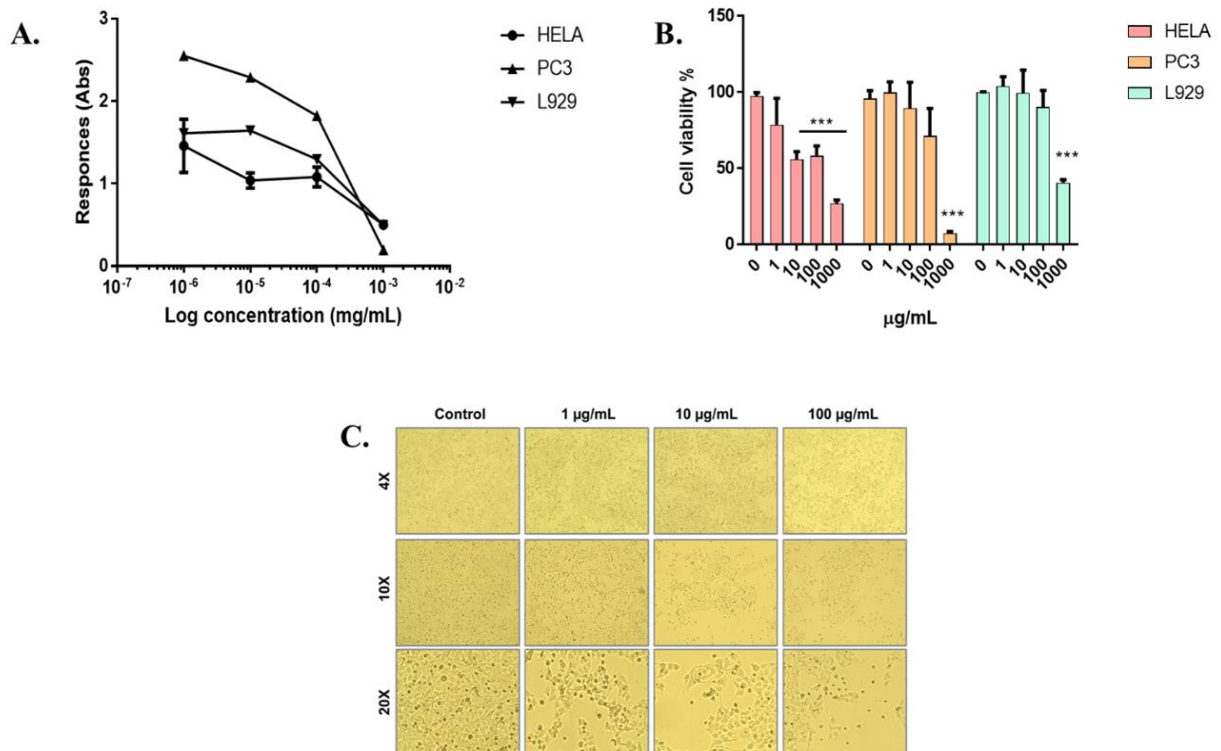 A.
3
2
1
0
Responces (Abs)
10-7
10-6
10-5
10-4
10-3
10-2
Log concentration (mg/mL)
HELA
PC3
L929
B.
150
100
50
0
Cell viability %
***
***
***
0
1
10
100
1000
0
1
10
100
1000
0
1
10
100
1000
μg/mL
HELA
PC3
L929
C.
Control
1 μg/mL
10 μg/mL
100 μg/mL
4X
10X
20X